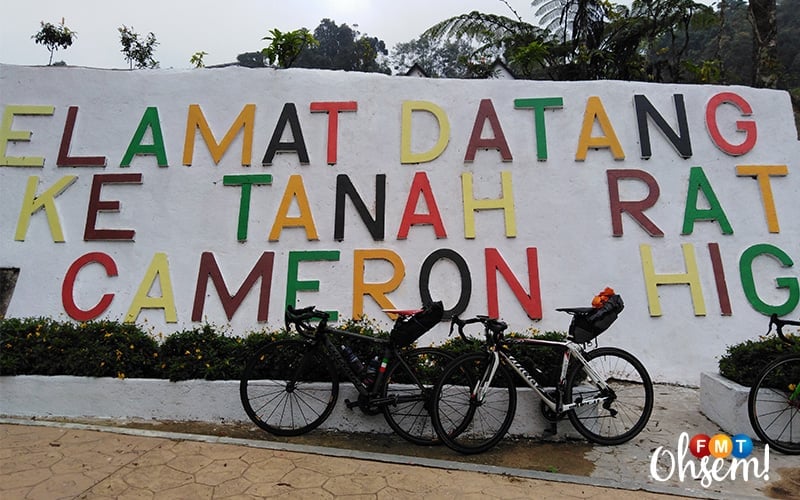 ELAMAT DATANG
KE TANAH RAT
CAMERON HIG
FMT
Ohsem!